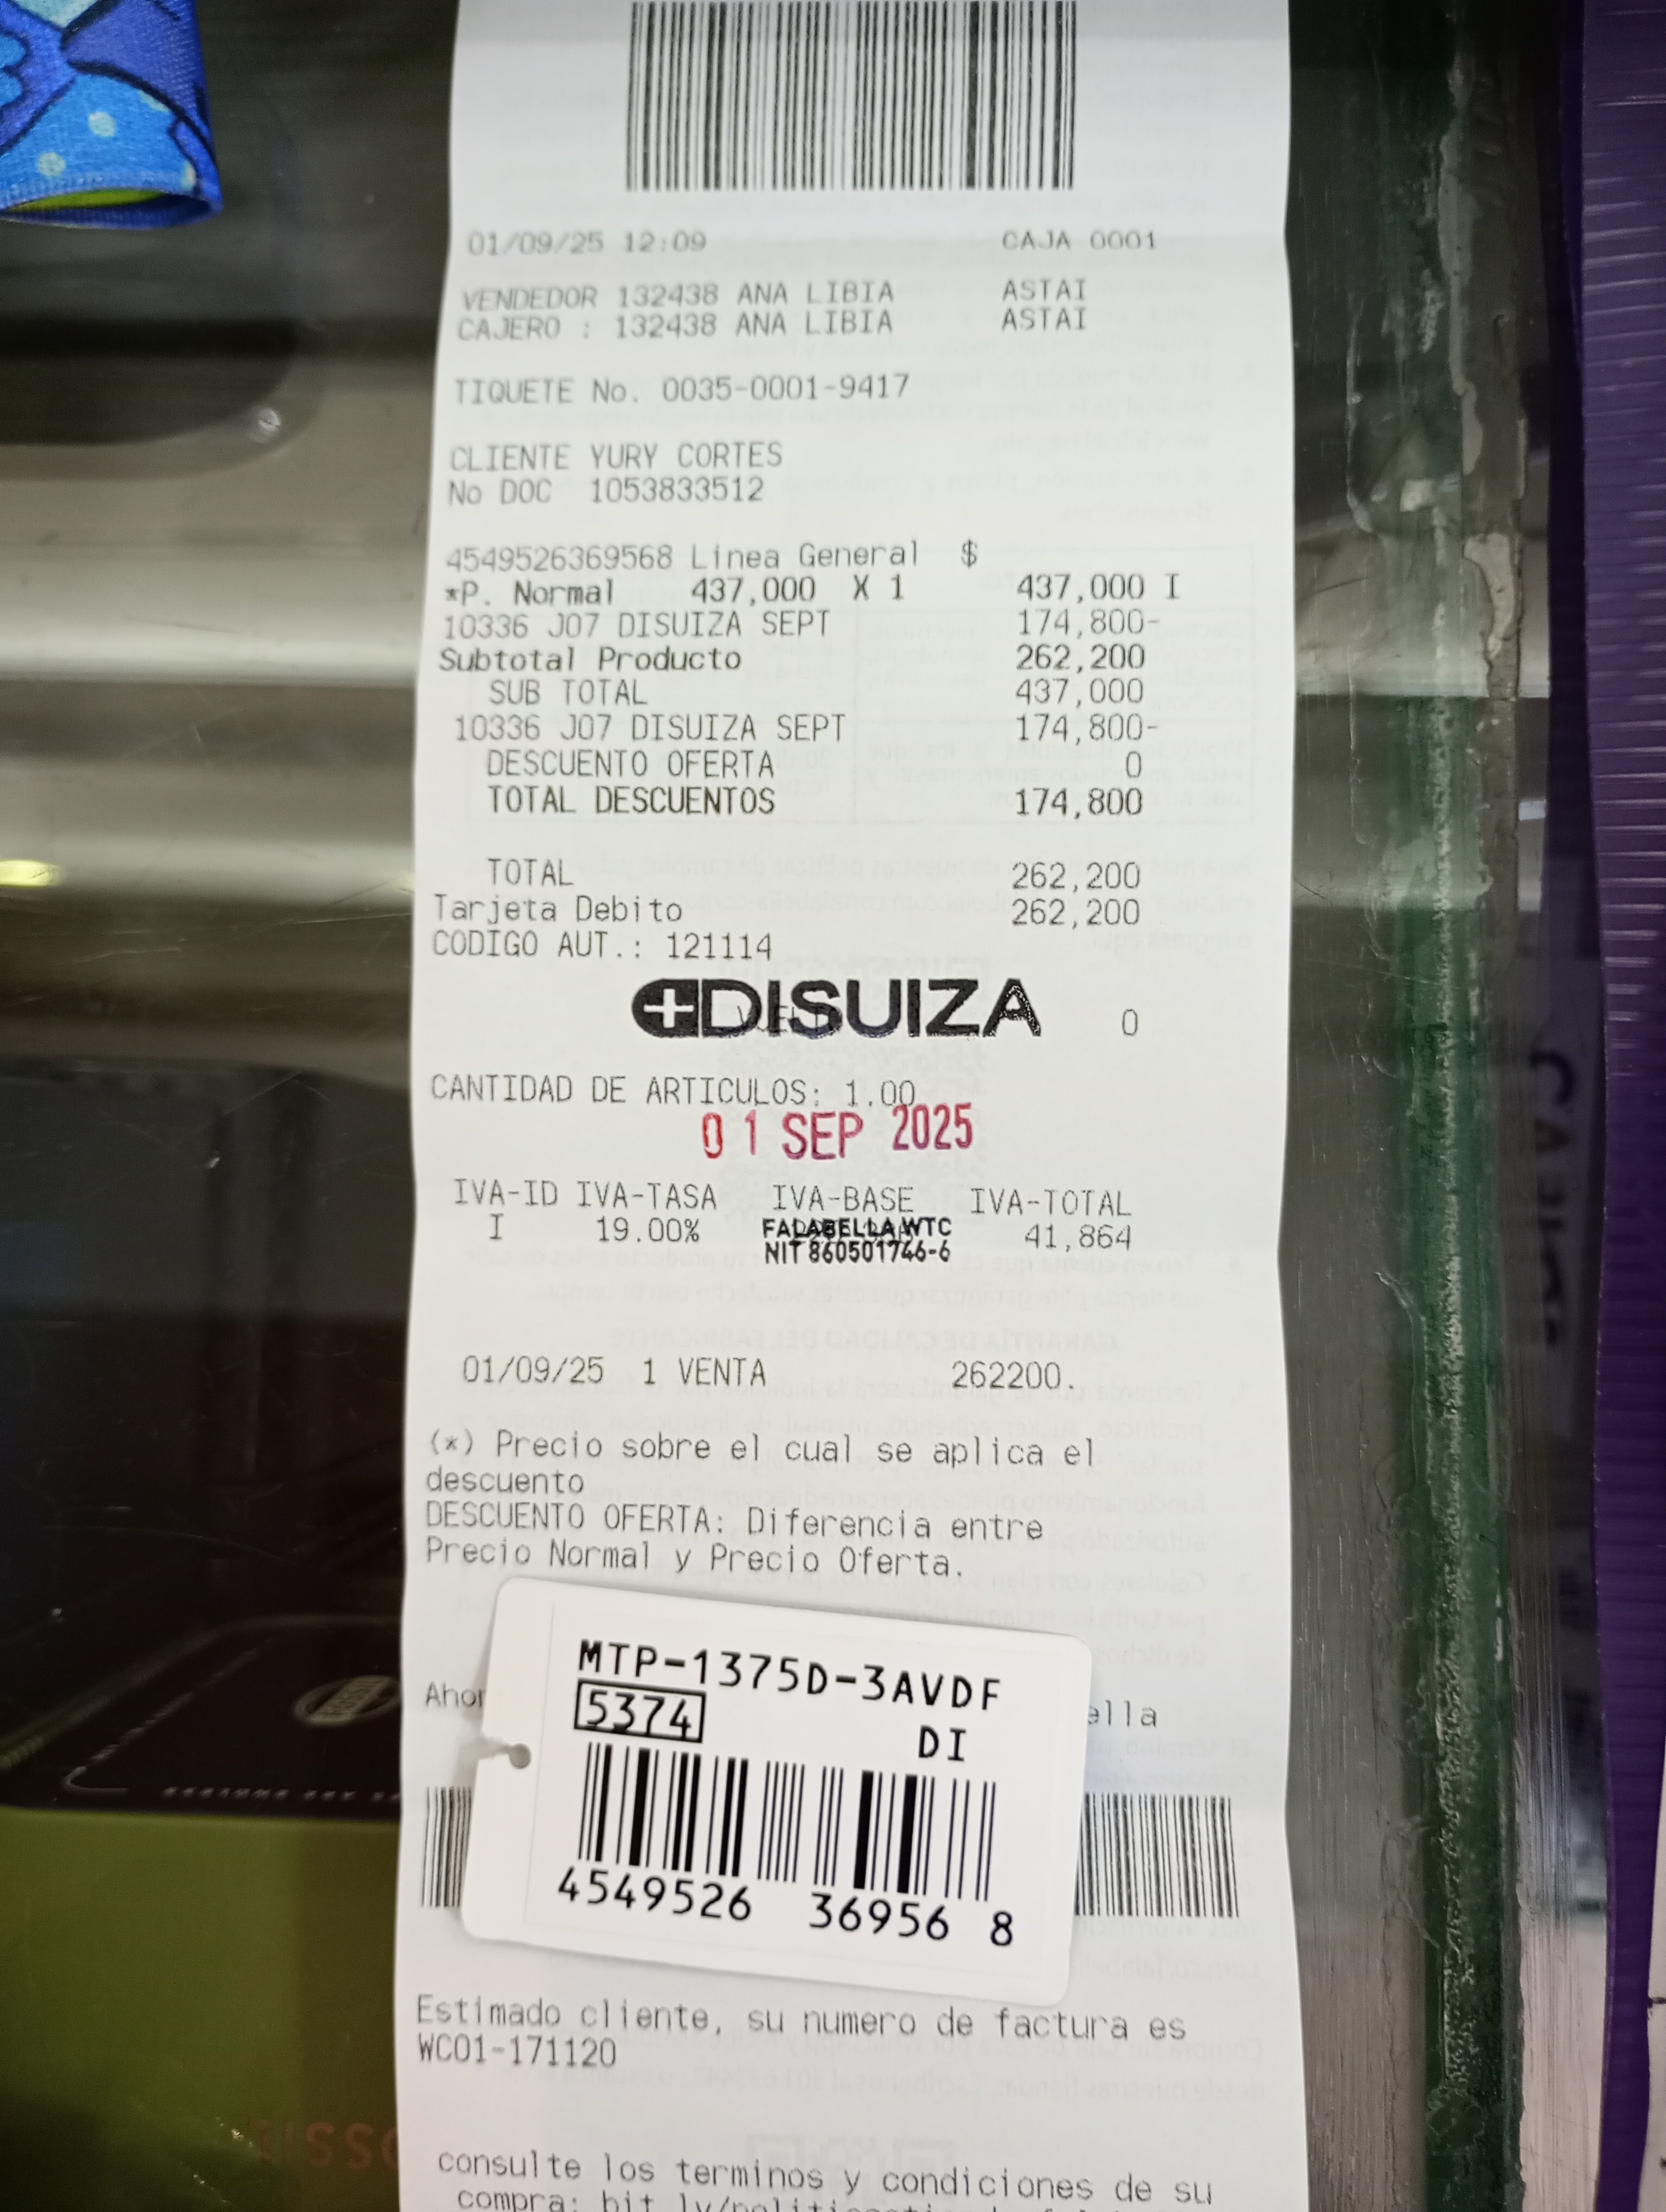 01/09/25 12:09 CAJA 0001
VENDEDOR 132438 ANA LIBIA ASTAI
CAJERO : 132438 ANA LIBIA ASTAI
TIQUETE No. 0035-0001-9417
CLIENTE YURY CORTES
No DOC 1053833512
4549526369568 Linea General $
*P. Normal 437,000 X 1 437,000 I
10336 J07 DISUIZA SEPT 174,800-
Subtotal Producto 262,200
SUB TOTAL 437,000
10336 J07 DISUIZA SEPT 174,800-
DESCUENTO OFERTA 0
TOTAL DESCUENTOS 174,800
TOTAL 262,200
Tarjeta Debito 262,200
CODIGO AUT.: 121114
DISUIZA 0
CANTIDAD DE ARTICULOS: 1.00
01 SEP 2025
IVA-ID IVA-TASA IVA-BASE IVA-TOTAL
I 19.00% 41,864
FALABELLA WTC
NIT 860501746-6
01/09/25 1 VENTA 262200.
(*) Precio sobre el cual se aplica el
descuento
DESCUENTO OFERTA: Diferencia entre
Precio Normal y Precio Oferta.
MTP-1375D-3AVDF
5374
DI
4549526 36956 8
Estimado cliente, su numero de factura es
WC01-171120
consulte los terminos y condiciones de su
compra: